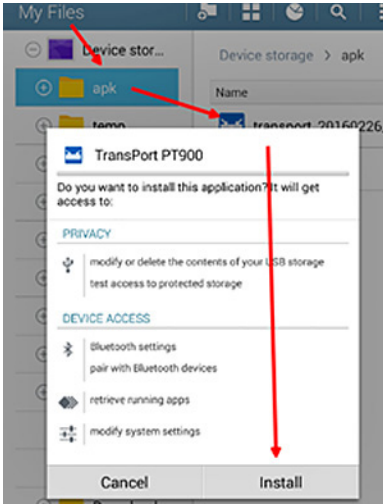 My Files
Device stor...
Device storage > apk
apk
Name
temp
transport_20160226
TransPort PT900
Do you want to install this application? It will get
access to:
PRIVACY
modify or delete the contents of your USB storage
test access to protected storage
DEVICE ACCESS
Bluetooth settings
pair with Bluetooth devices
retrieve running apps
modify system settings
Cancel
Install